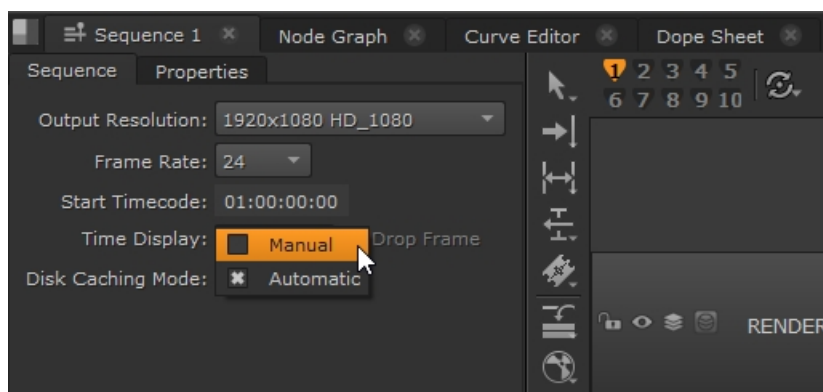 Sequence 1 Node Graph Curve Editor Dope Sheet
Sequence Properties
1 2 3 4 5
6 7 8 9 10
Output Resolution: 1920x1080 HD_1080
Frame Rate: 24
Start Timecode: 01:00:00:00
Time Display: Drop Frame
Manual
Disk Caching Mode: Automatic
RENDER